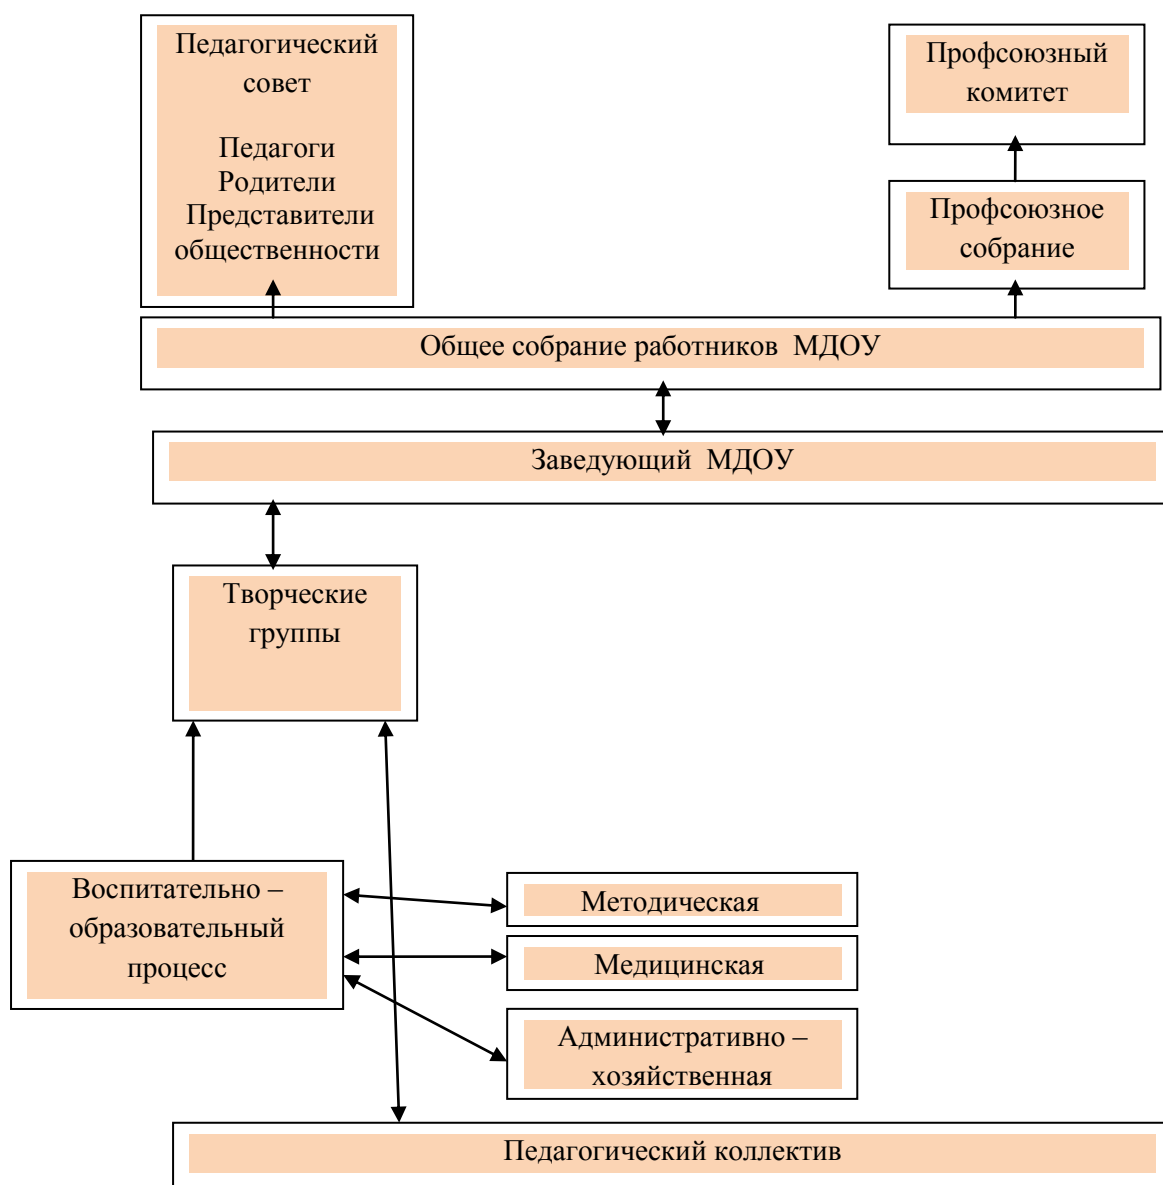 Педагогический
совет
Педагоги
Родители
Представители
общественности
Профсоюзный
комитет
Профсоюзное
собрание
Общее собрание работников МДОУ
Заведующий МДОУ
Творческие
группы
Воспитательно –
образовательный
процесс
Методическая
Медицинская
Административно –
хозяйственная
Педагогический коллектив